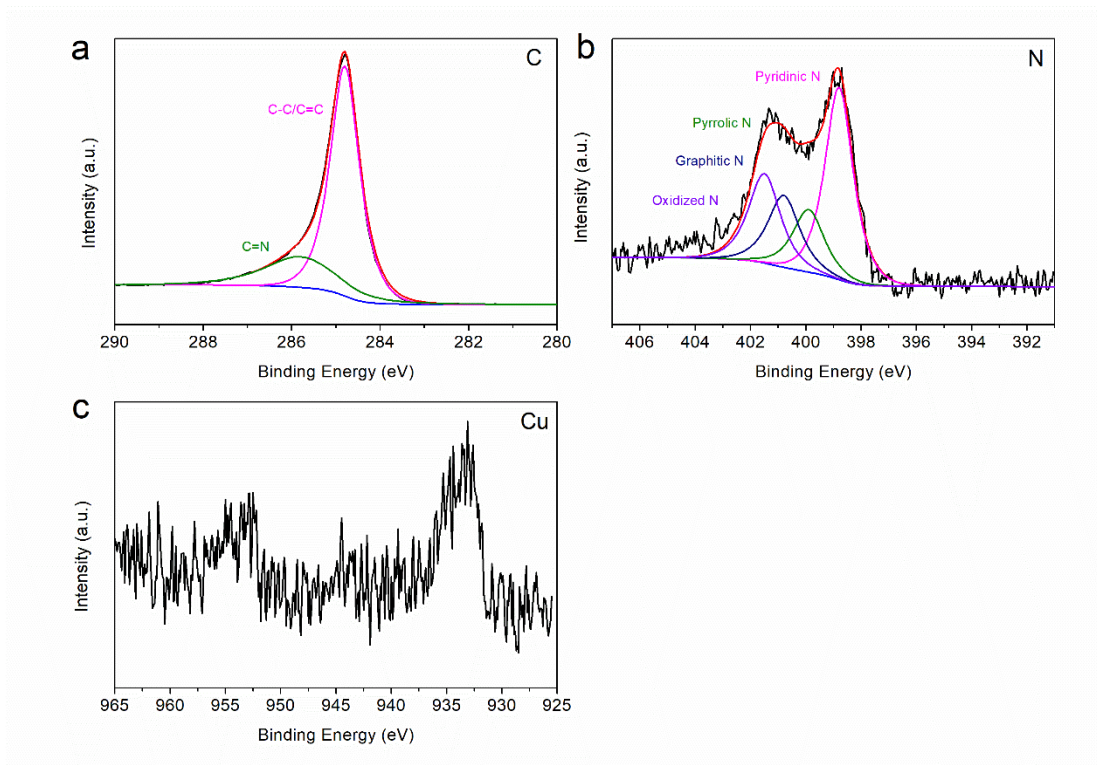 a
C
C-C/C=C
C=N
Intensity (a.u.)
290 288 286 284 282 280
Binding Energy (eV)
b
N
Pyridinic N
Pyrrolic N
Graphitic N
Oxidized N
Intensity (a.u.)
406 404 402 400 398 396 394 392
Binding Energy (eV)
c
Cu
Intensity (a.u.)
965 960 955 950 945 940 935 930 925
Binding Energy (eV)